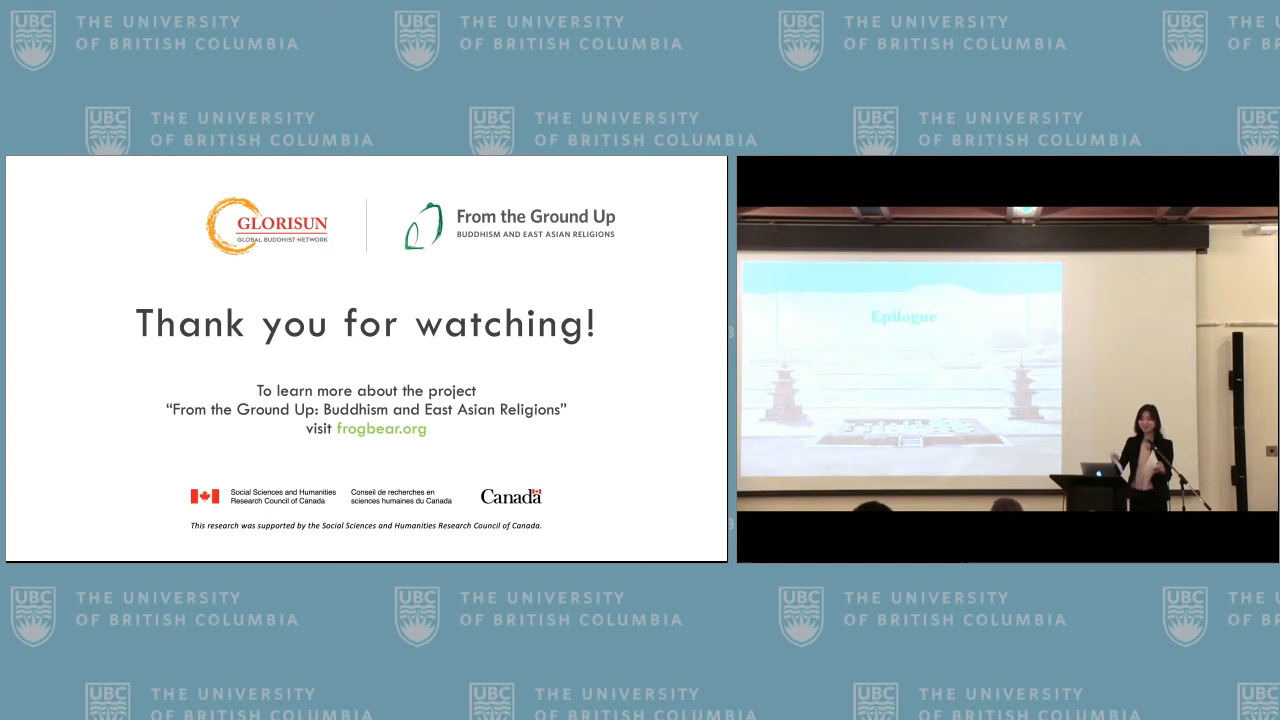 UBC THE UNIVERSITY OF BRITISH COLUMBIA
GLORISUN
GLOBAL BUDDHIST NETWORK
From the Ground Up
BUDDHISM AND EAST ASIAN RELIGIONS
Thank you for watching!
To learn more about the project
“From the Ground Up: Buddhism and East Asian Religions”
visit frogbear.org
Social Sciences and Humanities
Research Council of Canada
Conseil de recherches en
sciences humaines du Canada
Canada
This research was supported by the Social Sciences and Humanities Research Council of Canada.
Epilogue